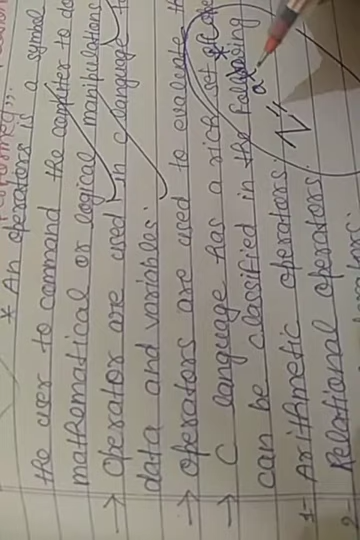 * An operators is a symbol
the user to command the computer to do
mathematical or logical manipulations
→ operator are used in c language to
data and variables.
→ operators are used to evaluate
→ C language has a rich set of
can be classified in the following
1- Arithmetic operators.
2- Relational operators.